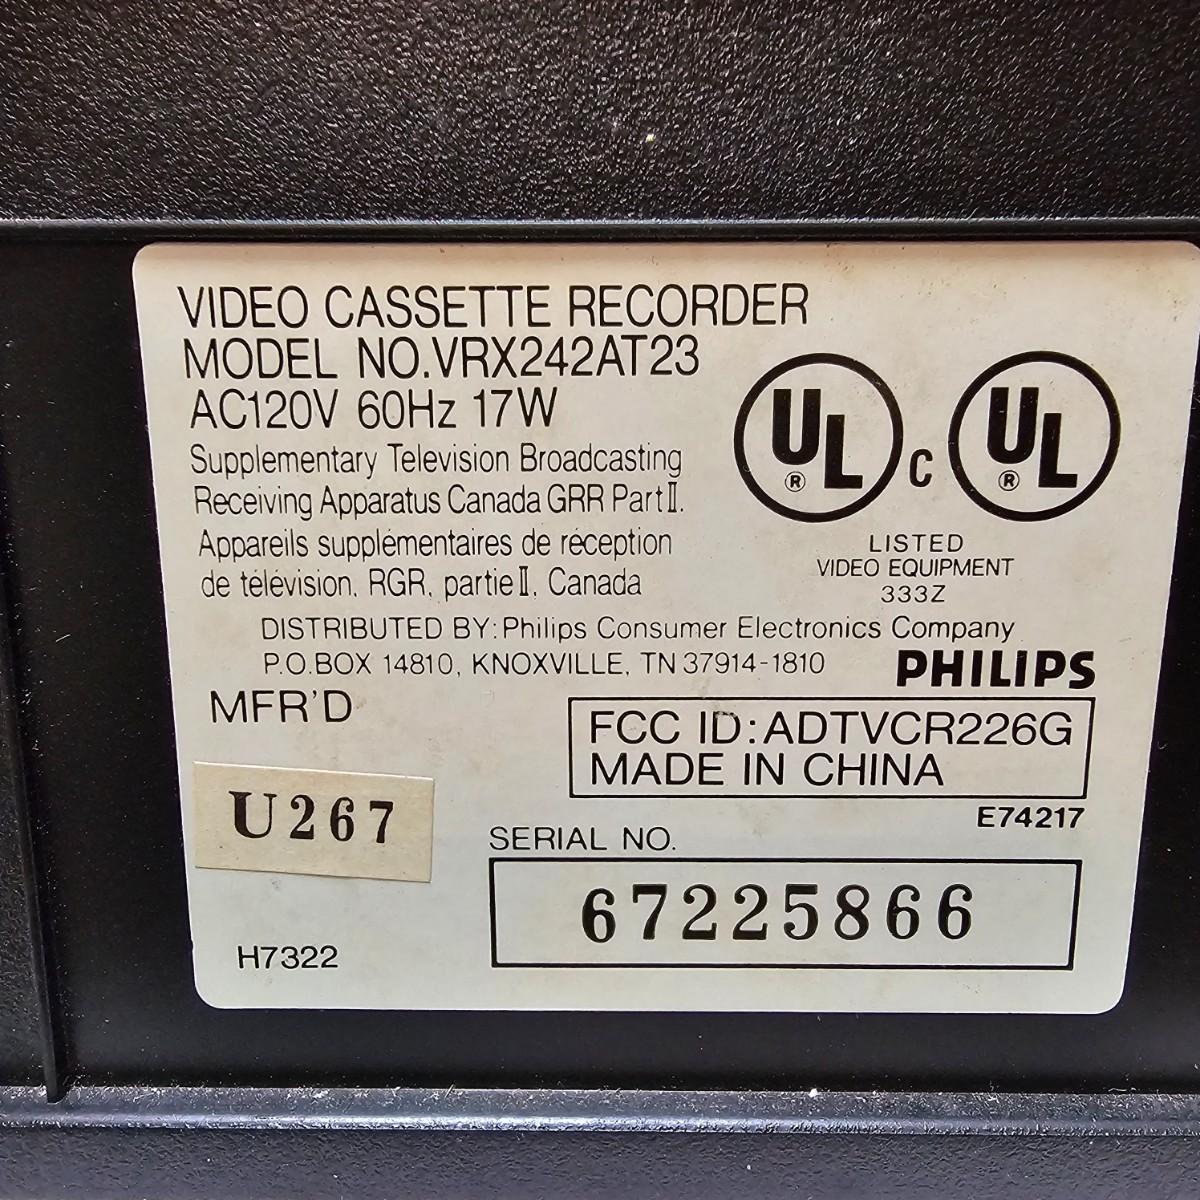 VIDEO CASSETTE RECORDER
MODEL NO.VRX242AT23
AC120V 60Hz 17W
Supplementary Television Broadcasting
Receiving Apparatus Canada GRR Part II.
Appareils supplémentaires de réception
de télévision, RGR, partie II, Canada
UL® C UL®
LISTED
VIDEO EQUIPMENT
333Z
DISTRIBUTED BY: Philips Consumer Electronics Company
P.O.BOX 14810, KNOXVILLE, TN 37914-1810
PHILIPS
MFR'D
U267
FCC ID:ADTVCR226G
MADE IN CHINA
E74217
SERIAL NO.
67225866
H7322